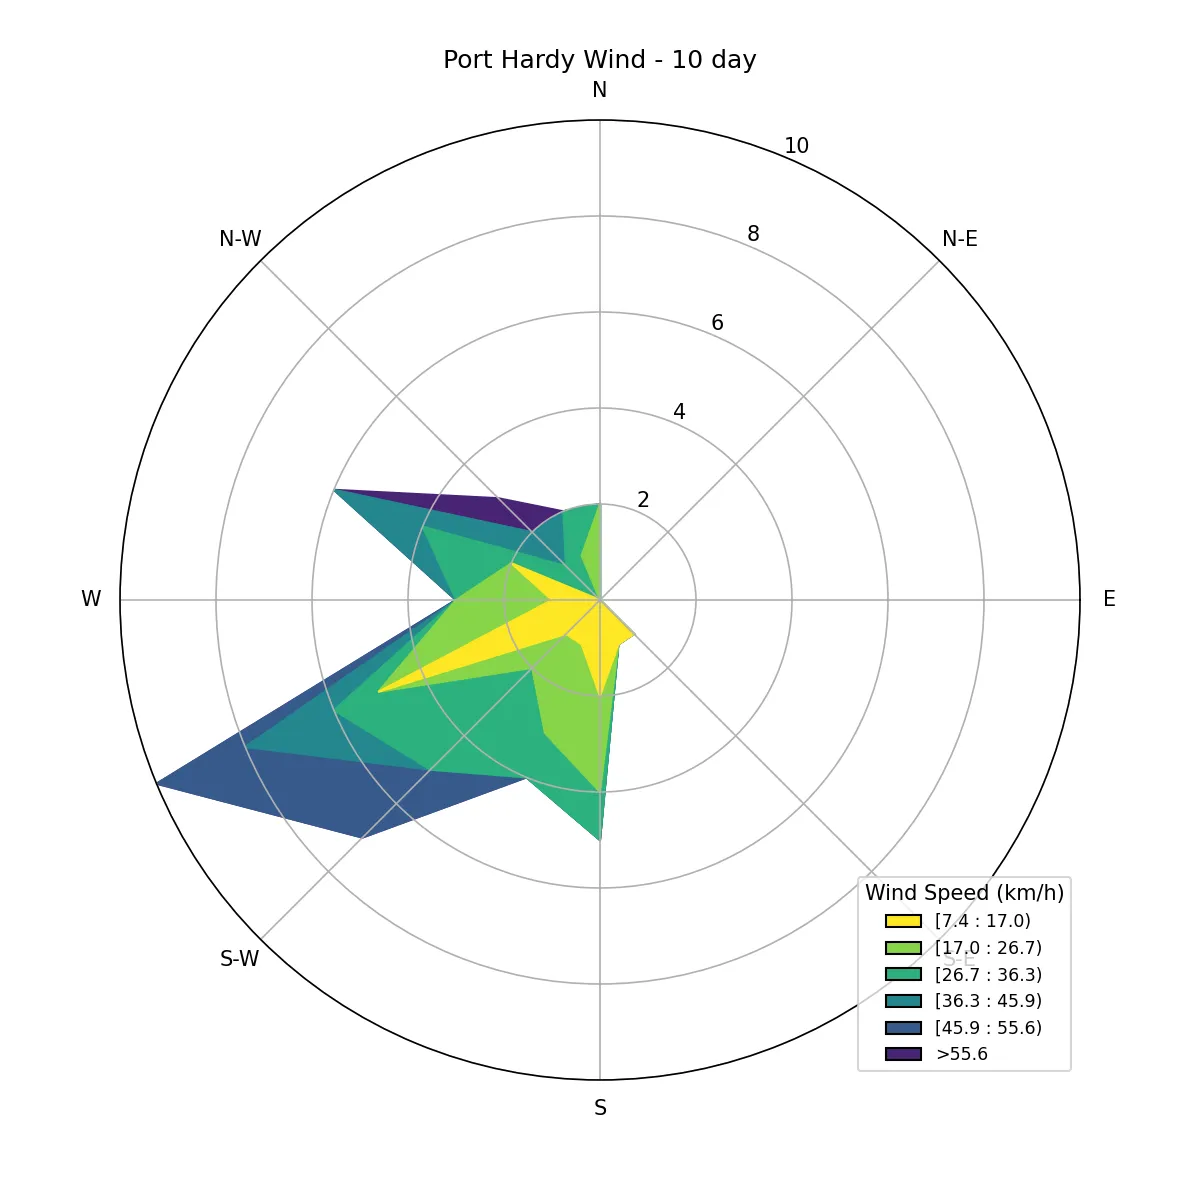 Port Hardy Wind - 10 day
N
10
N-W
8
N-E
6
4
2
W
E
Wind Speed (km/h)
[7.4 : 17.0)
[17.0 : 26.7)
S-W
S-E
[26.7 : 36.3)
[36.3 : 45.9)
[45.9 : 55.6)
>55.6
S